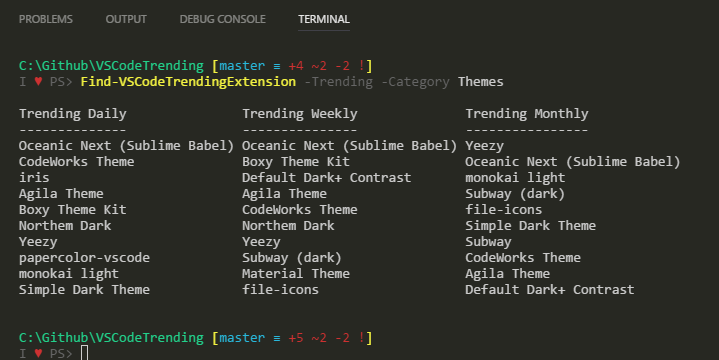 PROBLEMS OUTPUT DEBUG CONSOLE TERMINAL
C:\Github\VSCodeTrending [master ≡ +4 ~2 -2 !]
I ♥ PS> Find-VSCodeTrendingExtension -Trending -Category Themes
Trending Daily Trending Weekly Trending Monthly
-------------- --------------- ----------------
Oceanic Next (Sublime Babel) Oceanic Next (Sublime Babel) Yeezy
CodeWorks Theme Boxy Theme Kit Oceanic Next (Sublime Babel)
iris Default Dark+ Contrast monokai light
Agila Theme Agila Theme Subway (dark)
Boxy Theme Kit CodeWorks Theme file-icons
Northem Dark Northem Dark Simple Dark Theme
Yeezy Yeezy Subway
papercolor-vscode Subway (dark) CodeWorks Theme
monokai light Material Theme Agila Theme
Simple Dark Theme file-icons Default Dark+ Contrast
C:\Github\VSCodeTrending [master ≡ +5 ~2 -2 !]
I ♥ PS>